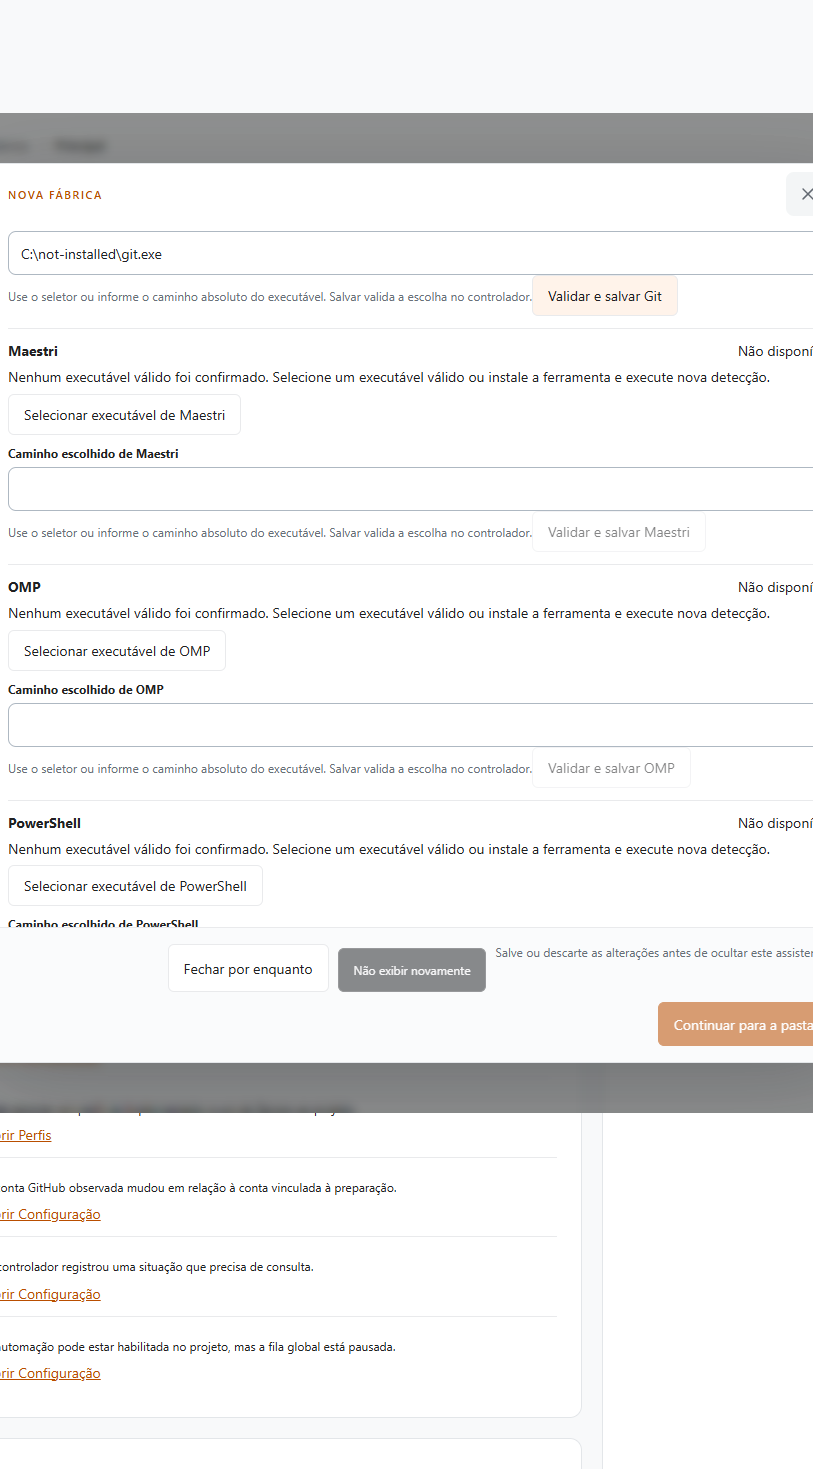 NOVA FÁBRICA
C:\not-installed\git.exe
Use o seletor ou informe o caminho absoluto do executável. Salvar valida a escolha no controlador.
Validar e salvar Git
Maestri
Não disponí
Nenhum executável válido foi confirmado. Selecione um executável válido ou instale a ferramenta e execute nova detecção.
Selecionar executável de Maestri
Caminho escolhido de Maestri
Use o seletor ou informe o caminho absoluto do executável. Salvar valida a escolha no controlador.
Validar e salvar Maestri
OMP
Não disponí
Nenhum executável válido foi confirmado. Selecione um executável válido ou instale a ferramenta e execute nova detecção.
Selecionar executável de OMP
Caminho escolhido de OMP
Use o seletor ou informe o caminho absoluto do executável. Salvar valida a escolha no controlador.
Validar e salvar OMP
PowerShell
Não disponí
Nenhum executável válido foi confirmado. Selecione um executável válido ou instale a ferramenta e execute nova detecção.
Selecionar executável de PowerShell
Caminho escolhido de PowerShell
Fechar por enquanto
Não exibir novamente
Salve ou descarte as alterações antes de ocultar este assister
Continuar para a pasta
rir Perfis
onta GitHub observada mudou em relação à conta vinculada à preparação.
rir Configuração
controlador registrou uma situação que precisa de consulta.
rir Configuração
utomação pode estar habilitada no projeto, mas a fila global está pausada.
rir Configuração